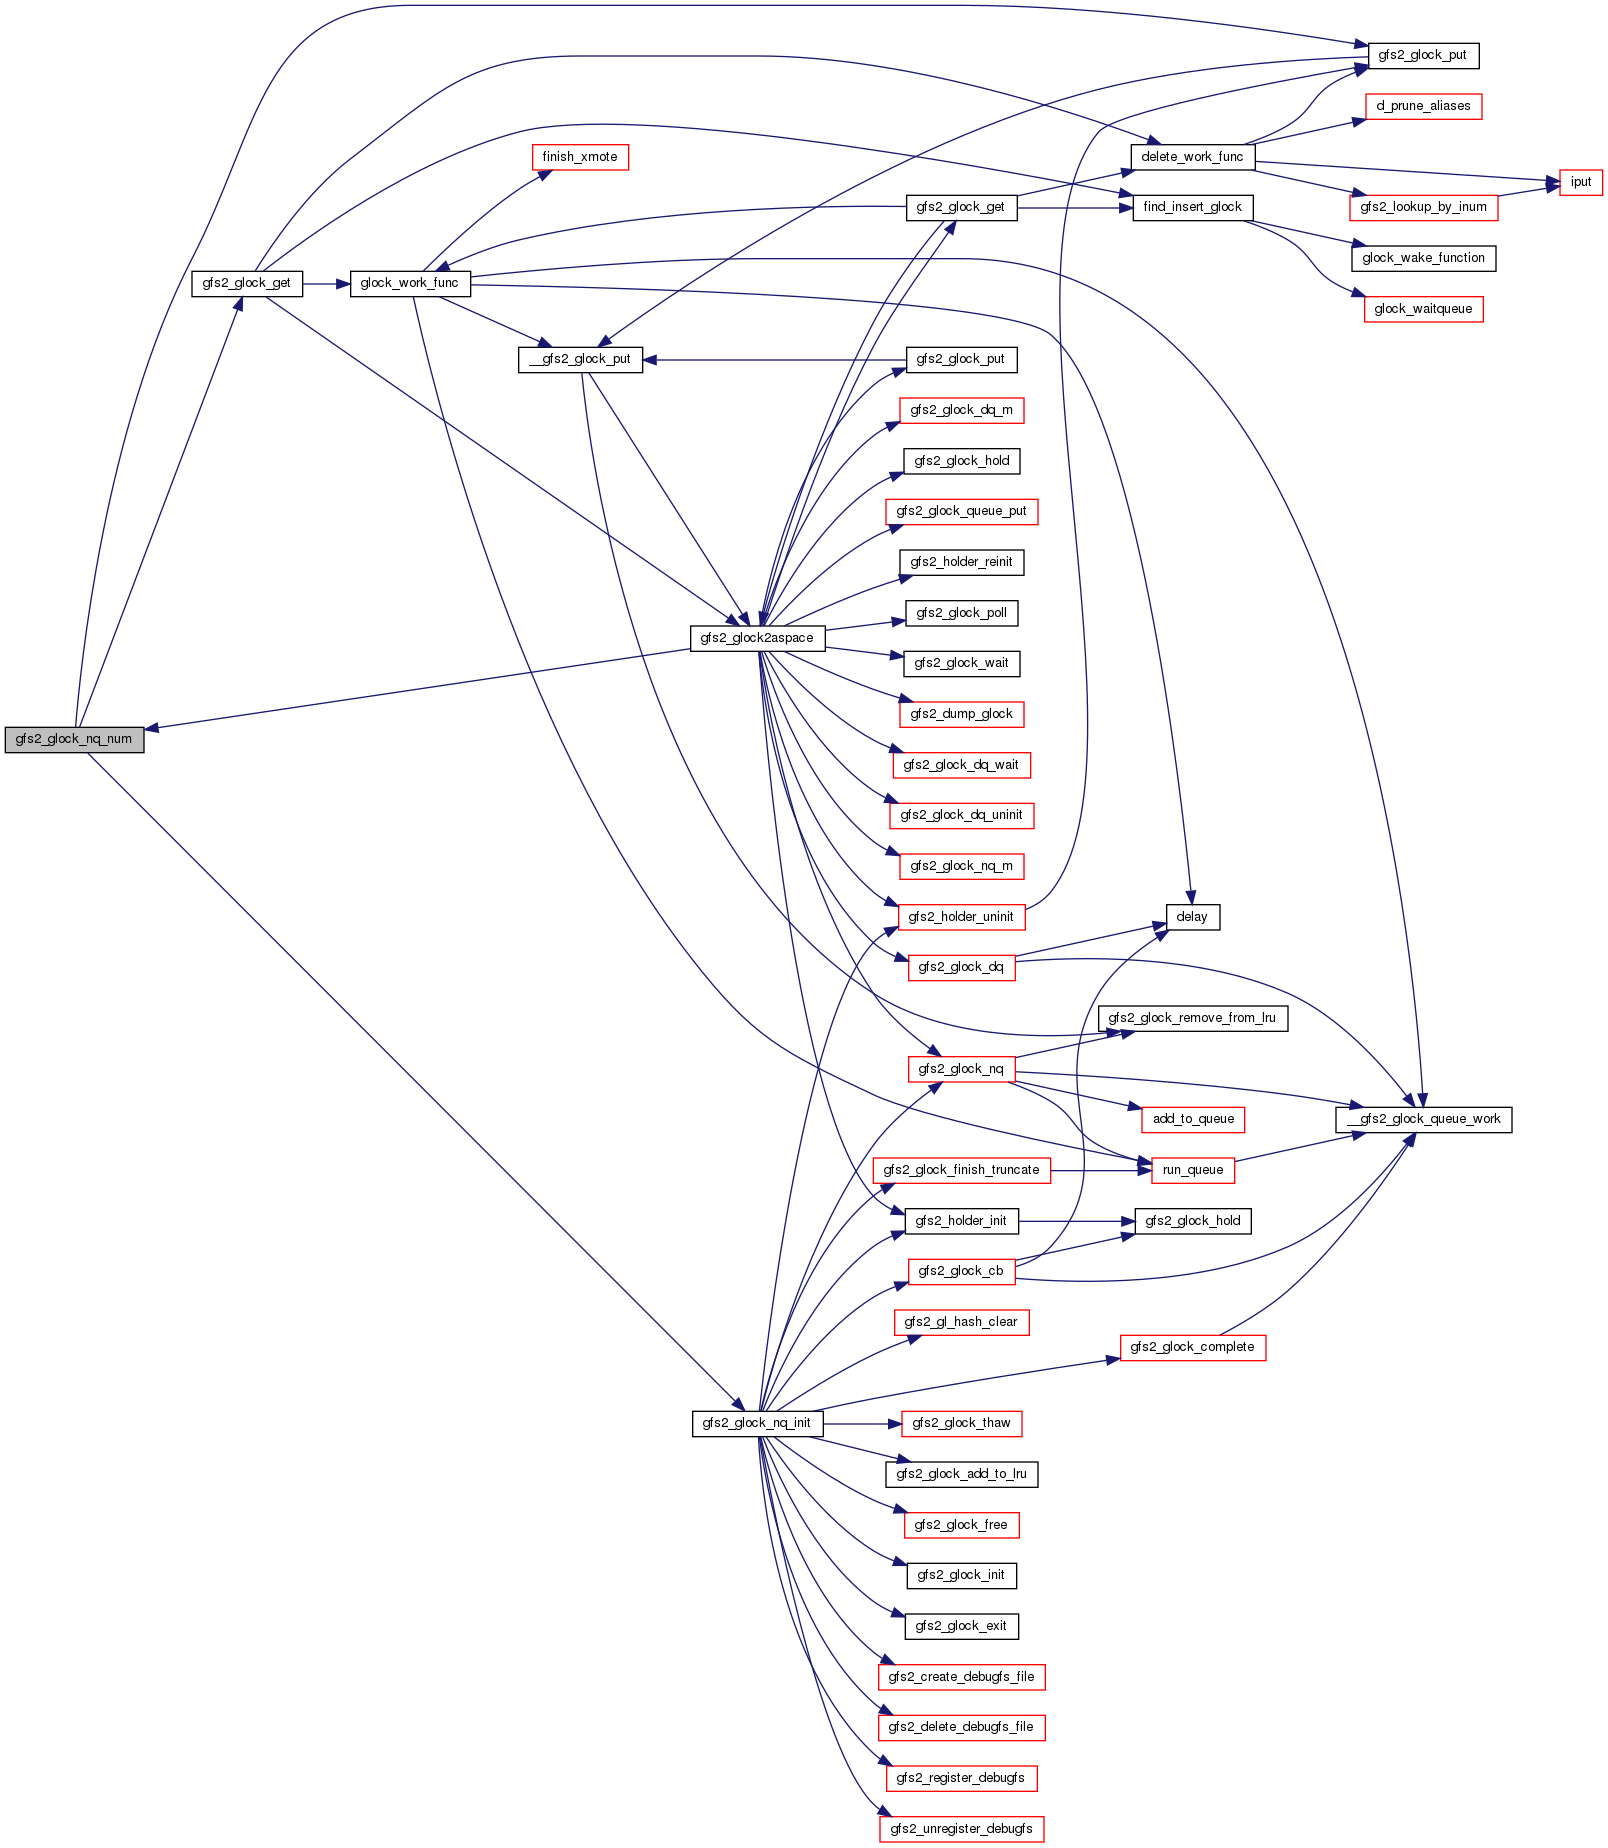 gfs2_glock_put
d_prune_aliases
finish_xmote
delete_work_func
iput
gfs2_glock_get
find_insert_glock
gfs2_lookup_by_inum
glock_wake_function
gfs2_glock_get
glock_work_func
glock_waitqueue
__gfs2_glock_put
gfs2_glock_put
gfs2_glock_dq_m
gfs2_glock_hold
gfs2_glock_queue_put
gfs2_holder_reinit
gfs2_glock_poll
gfs2_glock2aspace
gfs2_glock_wait
gfs2_dump_glock
gfs2_glock_nq_num
gfs2_glock_dq_wait
gfs2_glock_dq_uninit
gfs2_glock_nq_m
gfs2_holder_uninit
delay
gfs2_glock_dq
gfs2_glock_remove_from_lru
gfs2_glock_nq
add_to_queue
__gfs2_glock_queue_work
gfs2_glock_finish_truncate
run_queue
gfs2_holder_init
gfs2_glock_hold
gfs2_glock_cb
gfs2_gl_hash_clear
gfs2_glock_complete
gfs2_glock_nq_init
gfs2_glock_thaw
gfs2_glock_add_to_lru
gfs2_glock_free
gfs2_glock_init
gfs2_glock_exit
gfs2_create_debugfs_file
gfs2_delete_debugfs_file
gfs2_register_debugfs
gfs2_unregister_debugfs